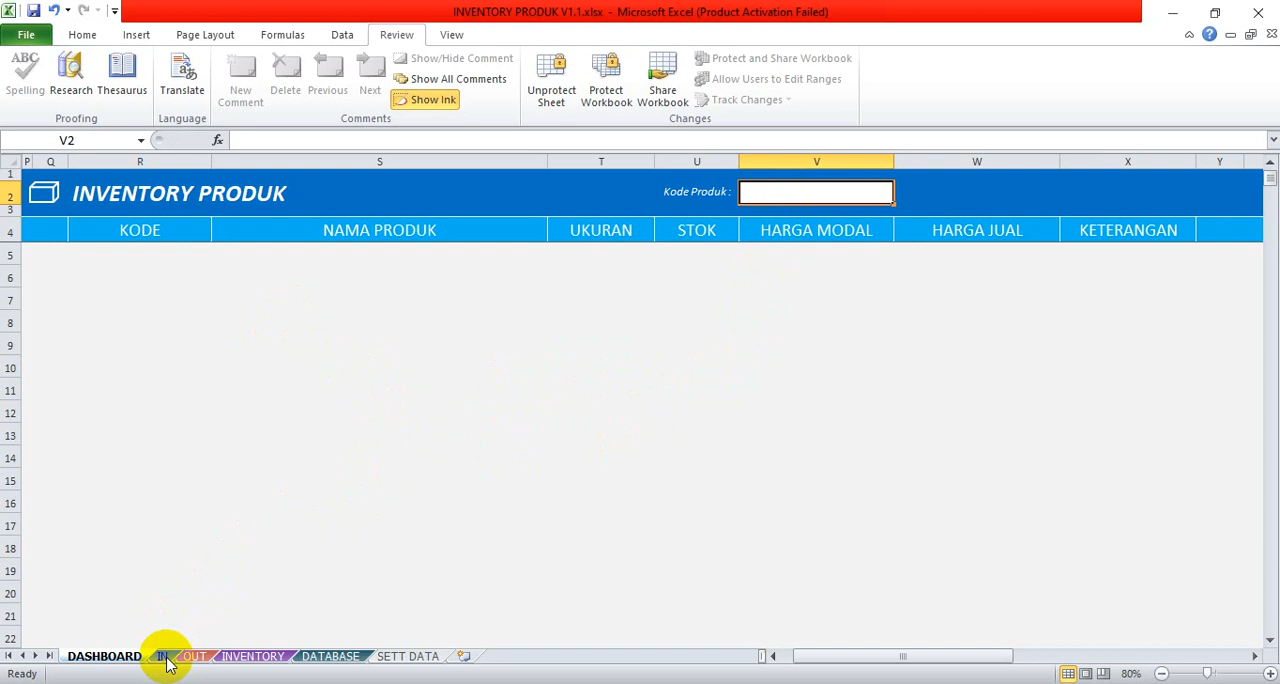 INVENTORY PRODUK V1.1.xlsx - Microsoft Excel (Product Activation Failed)
File Home Insert Page Layout Formulas Data Review View
ABC Spelling Research Thesaurus Translate New Comment Delete Previous Next Show/Hide Comment Show All Comments Show Ink Unprotect Sheet Protect Workbook Share Workbook Protect and Share Workbook Allow Users to Edit Ranges Track Changes
Proofing Language Comments Changes
V2 fx
P Q R S T U V W X Y
1
2 INVENTORY PRODUK Kode Produk :
3
4 KODE NAMA PRODUK UKURAN STOK HARGA MODAL HARGA JUAL KETERANGAN
5
6
7
8
9
10
11
12
13
14
15
16
17
18
19
20
21
22
DASHBOARD IN OUT INVENTORY DATABASE SETT DATA
Ready 80%